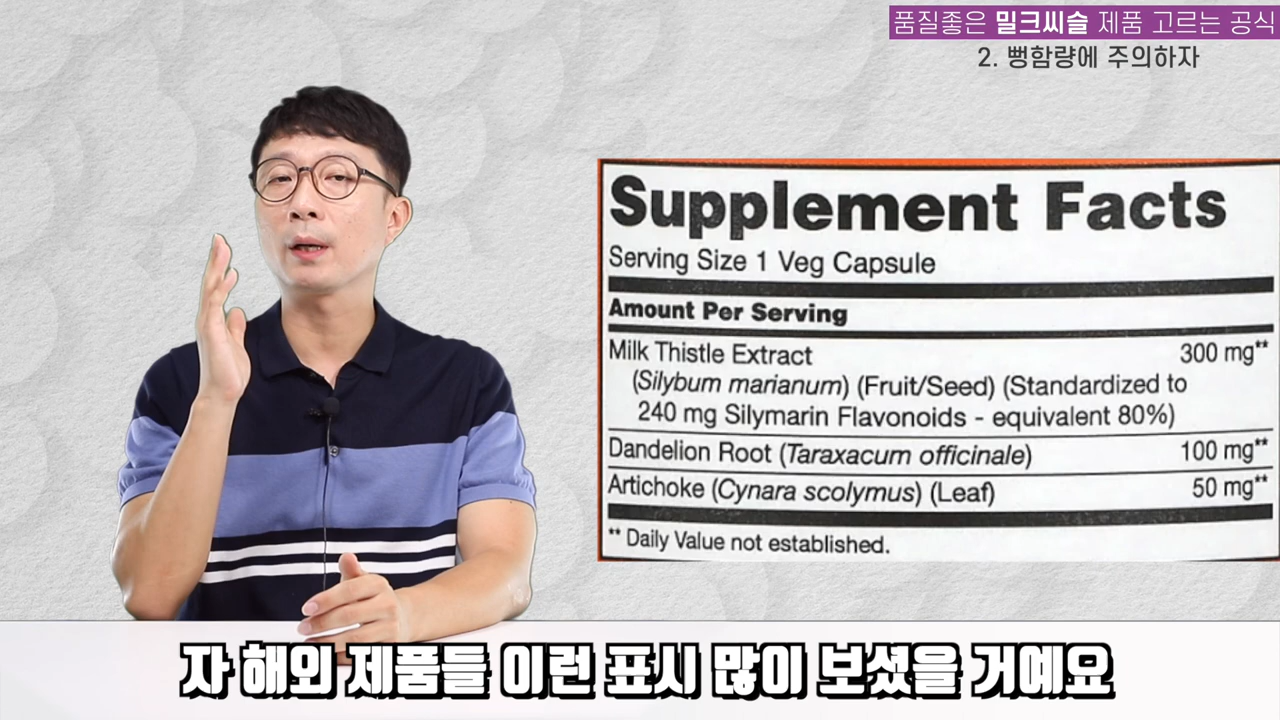 품질좋은 밀크씨슬 제품 고르는 공식
2. 뻥함량에 주의하자
Supplement Facts
Serving Size 1 Veg Capsule
Amount Per Serving
Milk Thistle Extract 300 mg**
(Silybum marianum) (Fruit/Seed) (Standardized to
240 mg Silymarin Flavonoids - equivalent 80%)
Dandelion Root (Taraxacum officinale) 100 mg**
Artichoke (Cynara scolymus) (Leaf) 50 mg**
** Daily Value not established.
자 해외 제품들 이런 표시 많이 보셨을 거예요